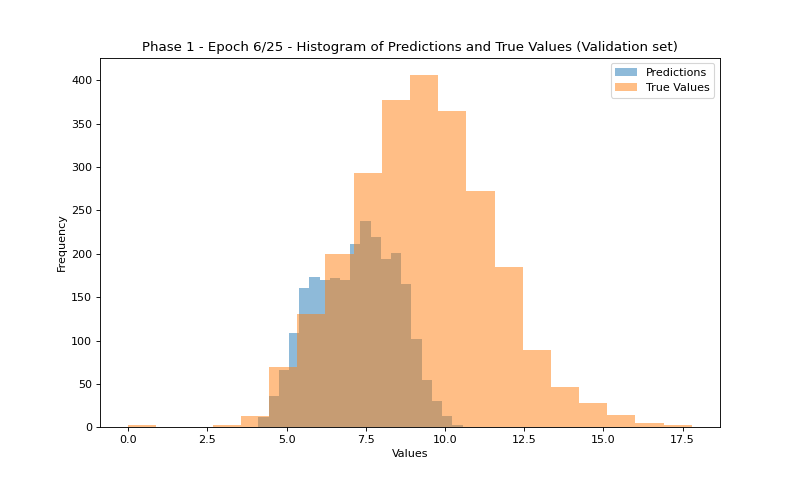 Phase 1 - Epoch 6/25 - Histogram of Predictions and True Values (Validation set)
Predictions
True Values
Frequency
400
350
300
250
200
150
100
50
0
0.0 2.5 5.0 7.5 10.0 12.5 15.0 17.5
Values